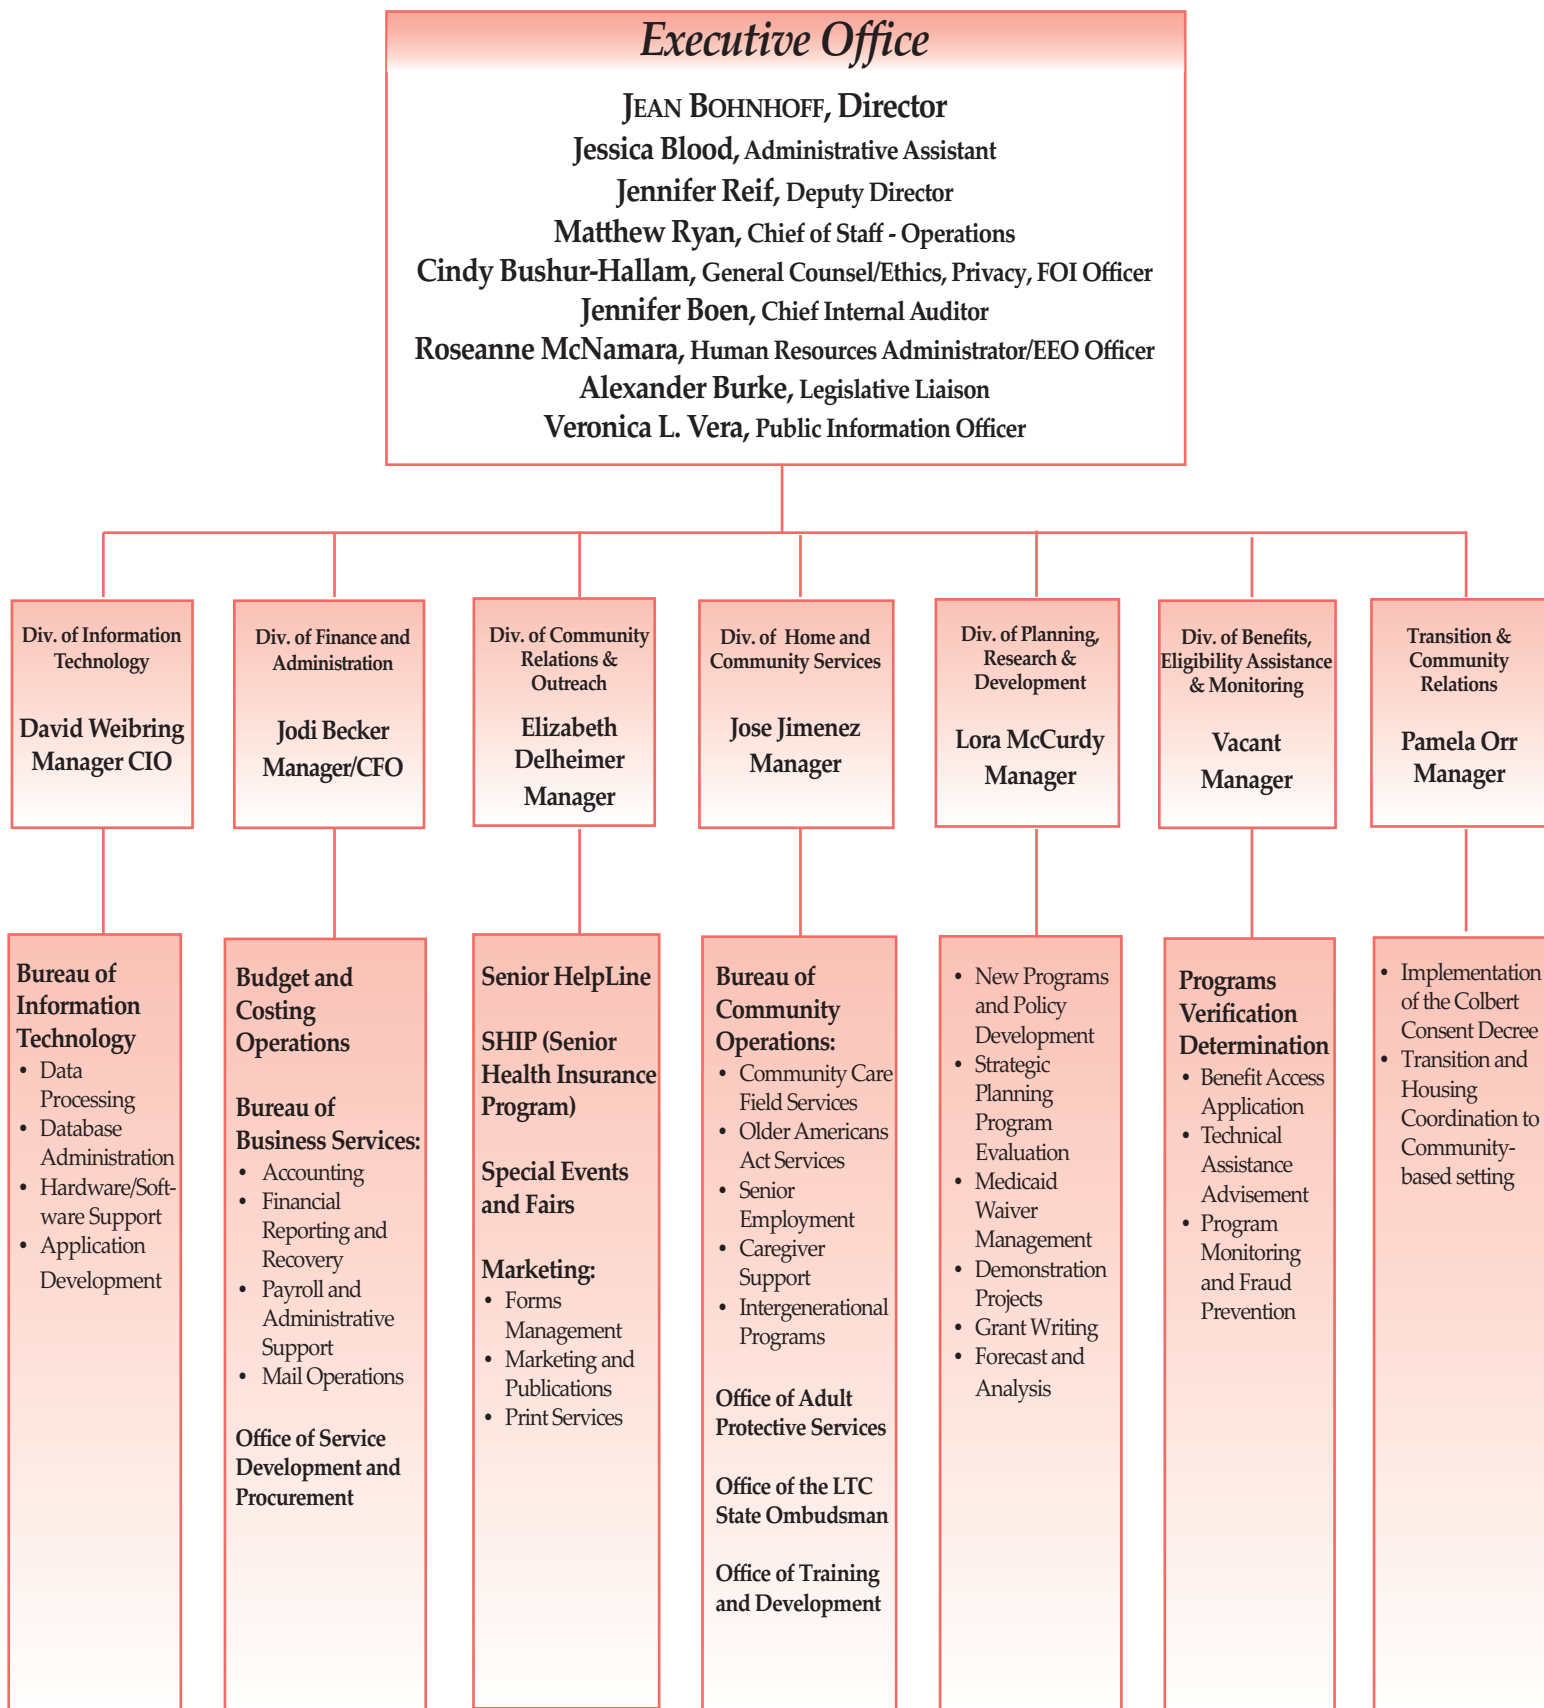 Executive Office
JEAN BOHNHOFF, Director
Jessica Blood, Administrative Assistant
Jennifer Reif, Deputy Director
Matthew Ryan, Chief of Staff - Operations
Cindy Bushur-Hallam, General Counsel/Ethics, Privacy, FOI Officer
Jennifer Boen, Chief Internal Auditor
Roseanne McNamara, Human Resources Administrator/EEO Officer
Alexander Burke, Legislative Liaison
Veronica L. Vera, Public Information Officer
Div. of Information
Technology
David Weibring
Manager CIO
Div. of Finance and
Administration
Jodi Becker
Manager/CFO
Div. of Community
Relations &
Outreach
Elizabeth
Delheimer
Manager
Div. of Home and
Community Services
Jose Jimenez
Manager
Div. of Planning,
Research &
Development
Lora McCurdy
Manager
Div. of Benefits,
Eligibility Assistance
& Monitoring
Vacant
Manager
Transition &
Community
Relations
Pamela Orr
Manager
Bureau of
Information
Technology
• Data
Processing
• Database
Administration
• Hardware/Soft-
ware Support
• Application
Development
Budget and
Costing
Operations
Bureau of
Business Services:
• Accounting
• Financial
Reporting and
Recovery
• Payroll and
Administrative
Support
• Mail Operations
Office of Service
Development and
Procurement
Senior HelpLine
SHIP (Senior
Health Insurance
Program)
Special Events
and Fairs
Marketing:
• Forms
Management
• Marketing and
Publications
• Print Services
Bureau of
Community
Operations:
• Community Care
Field Services
• Older Americans
Act Services
• Senior
Employment
• Caregiver
Support
• Intergenerational
Programs
Office of Adult
Protective Services
Office of the LTC
State Ombudsman
Office of Training
and Development
• New Programs
and Policy
Development
• Strategic
Planning
Program
Evaluation
• Medicaid
Waiver
Management
• Demonstration
Projects
• Grant Writing
• Forecast and
Analysis
Programs
Verification
Determination
• Benefit Access
Application
• Technical
Assistance
Advisement
• Program
Monitoring
and Fraud
Prevention
• Implementation
of the Colbert
Consent Decree
• Transition and
Housing
Coordination to
Community-
based setting